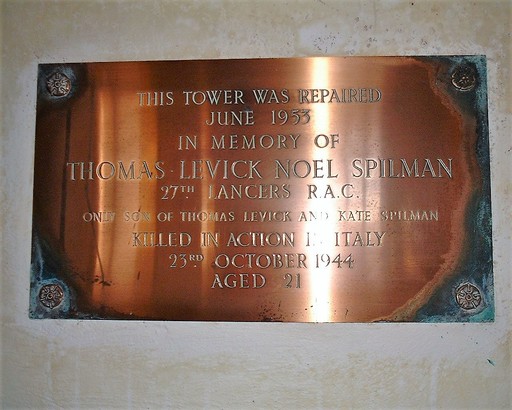 THIS TOWER WAS REPAIRED
JUNE 1953
IN MEMORY OF
THOMAS LEVICK NOEL SPILMAN
27TH LANCERS R.A.C.
ONLY SON OF THOMAS LEVICK AND KATE SPILMAN
KILLED IN ACTION IN ITALY
23RD OCTOBER 1944
AGED 21